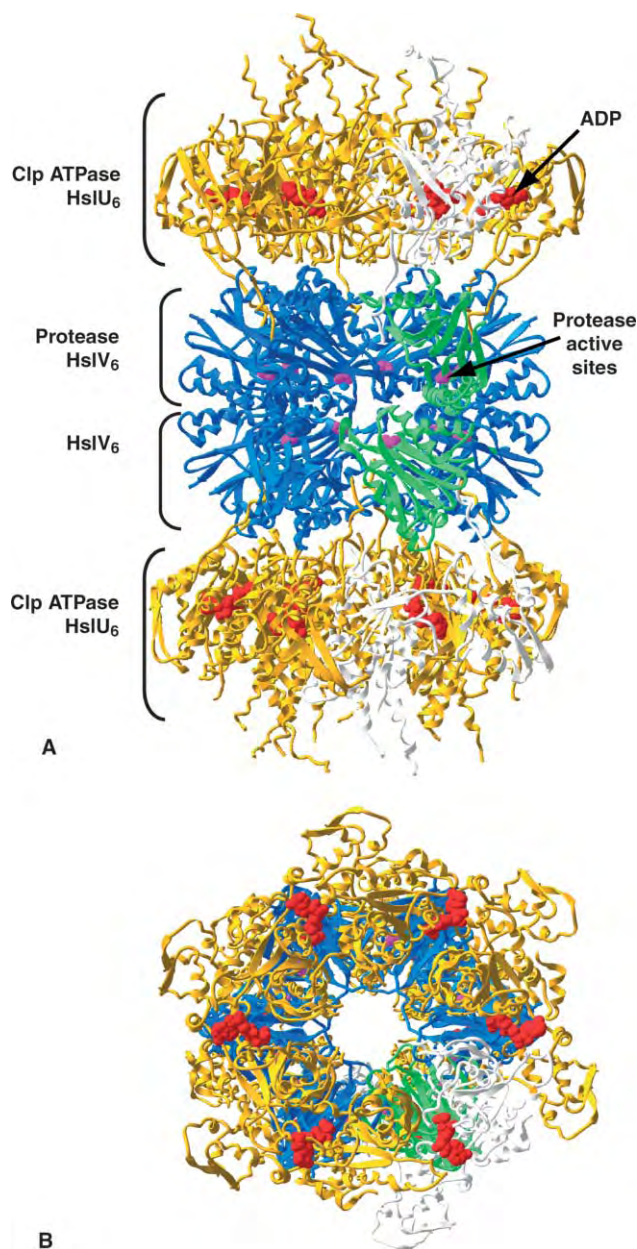 ADP
Clp ATPase
HslU₆
Protease
HslV₆
Protease
active
sites
HslV₆
Clp ATPase
HslU₆
A
B